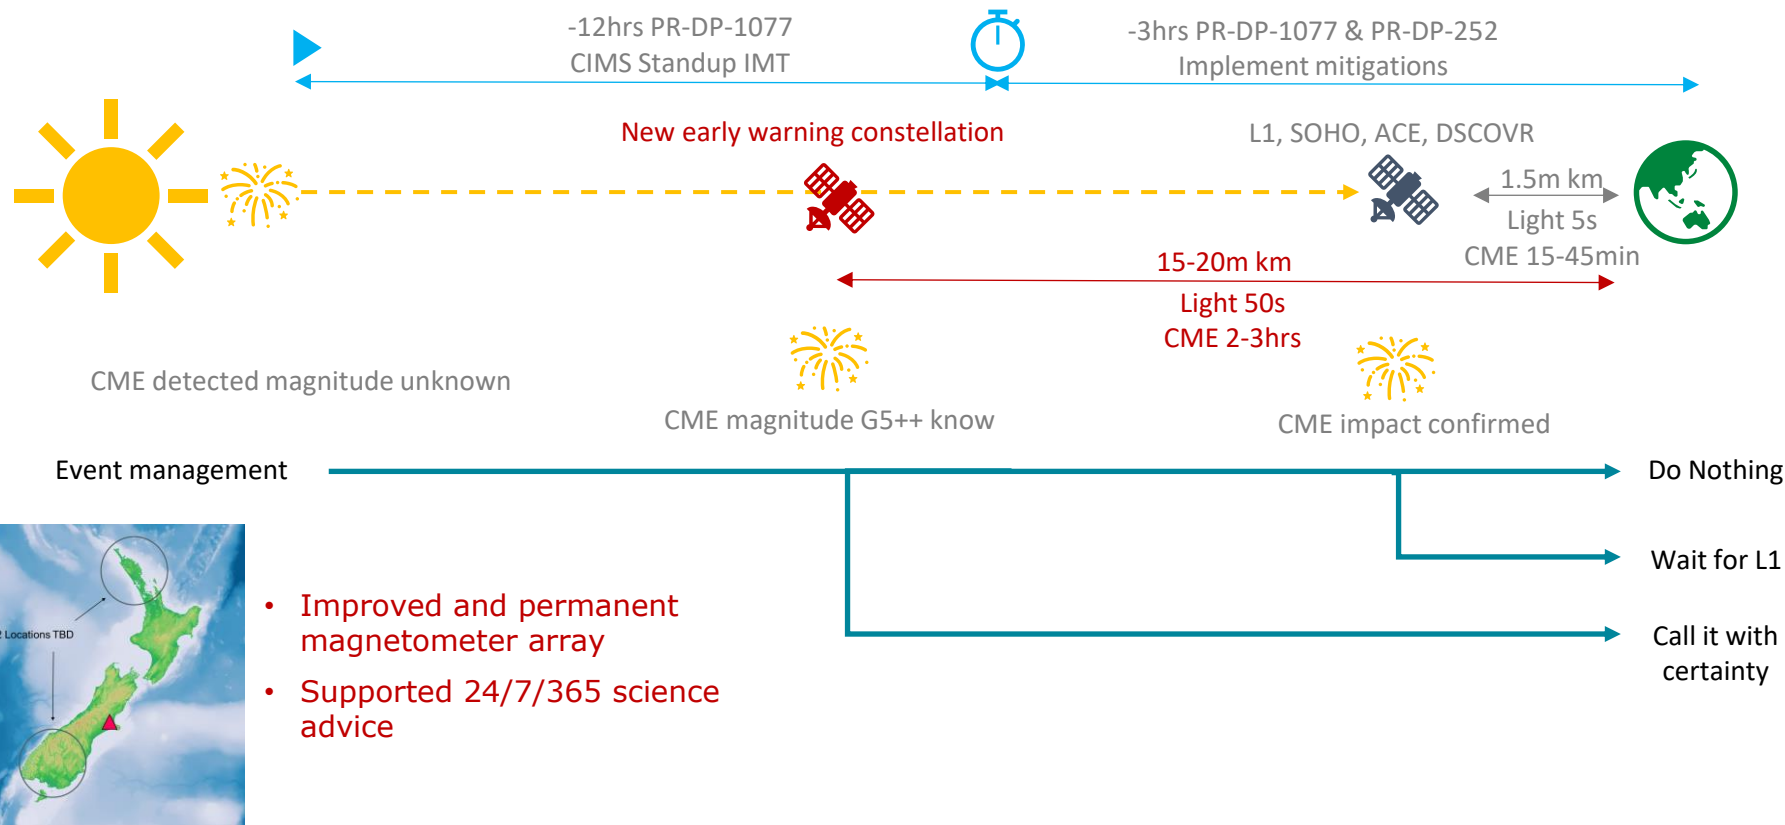 -12hrs PR-DP-1077
CIMS Standup IMT
-3hrs PR-DP-1077 & PR-DP-252
Implement mitigations
New early warning constellation
L1, SOHO, ACE, DSCOVR
1.5m km
Light 5s
CME 15-45min
15-20m km
Light 50s
CME 2-3hrs
CME detected magnitude unknown
CME magnitude G5++ know
CME impact confirmed
Event management
Do Nothing
Wait for L1
Call it with
certainty
Locations TBD
• Improved and permanent
magnetometer array
• Supported 24/7/365 science
advice